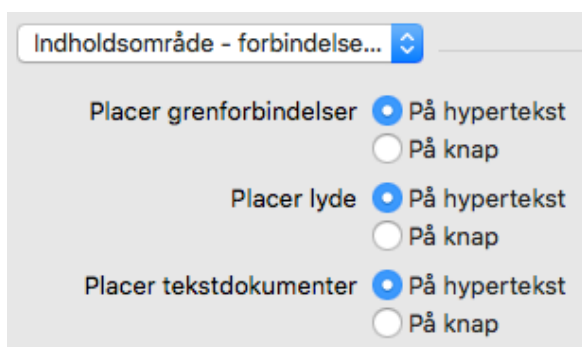 Indholdsområde - forbindelse...
Placer grenforbindelser På hypertekst
På knap
Placer lyde På hypertekst
På knap
Placer tekstdokumenter På hypertekst
På knap